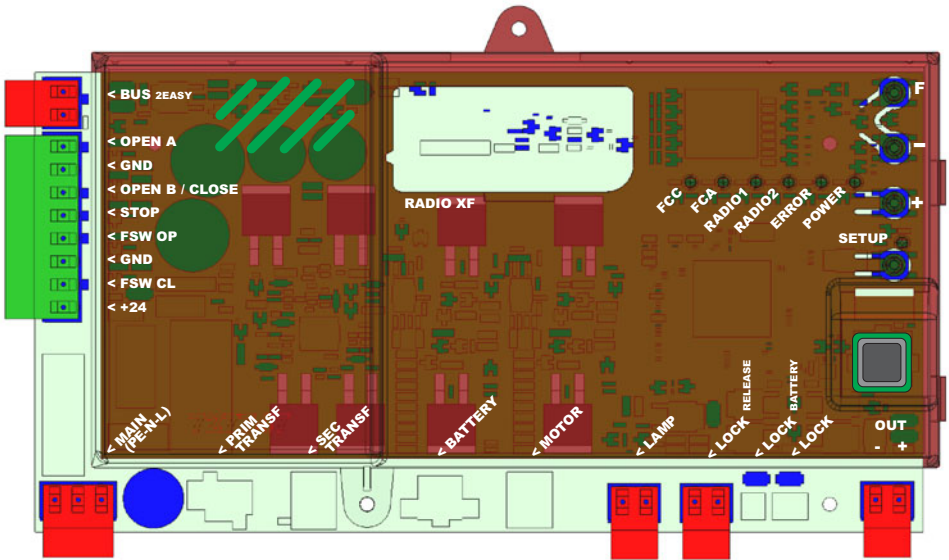 < BUS 2EASY
< OPEN A
< GND
< OPEN B / CLOSE
< STOP
< FSW OP
< GND
< FSW CL
< +24
RADIO XF
F
-
+
FCC
FCA
RADIO1
RADIO2
ERROR
POWER
SETUP
< MAIN
(PE-N-L)
< PRIM
TRANSF
< SEC
TRANSF
< BATTERY
< MOTOR
< LAMP
< LOCK RELEASE
< LOCK BATTERY
< LOCK
OUT
- +